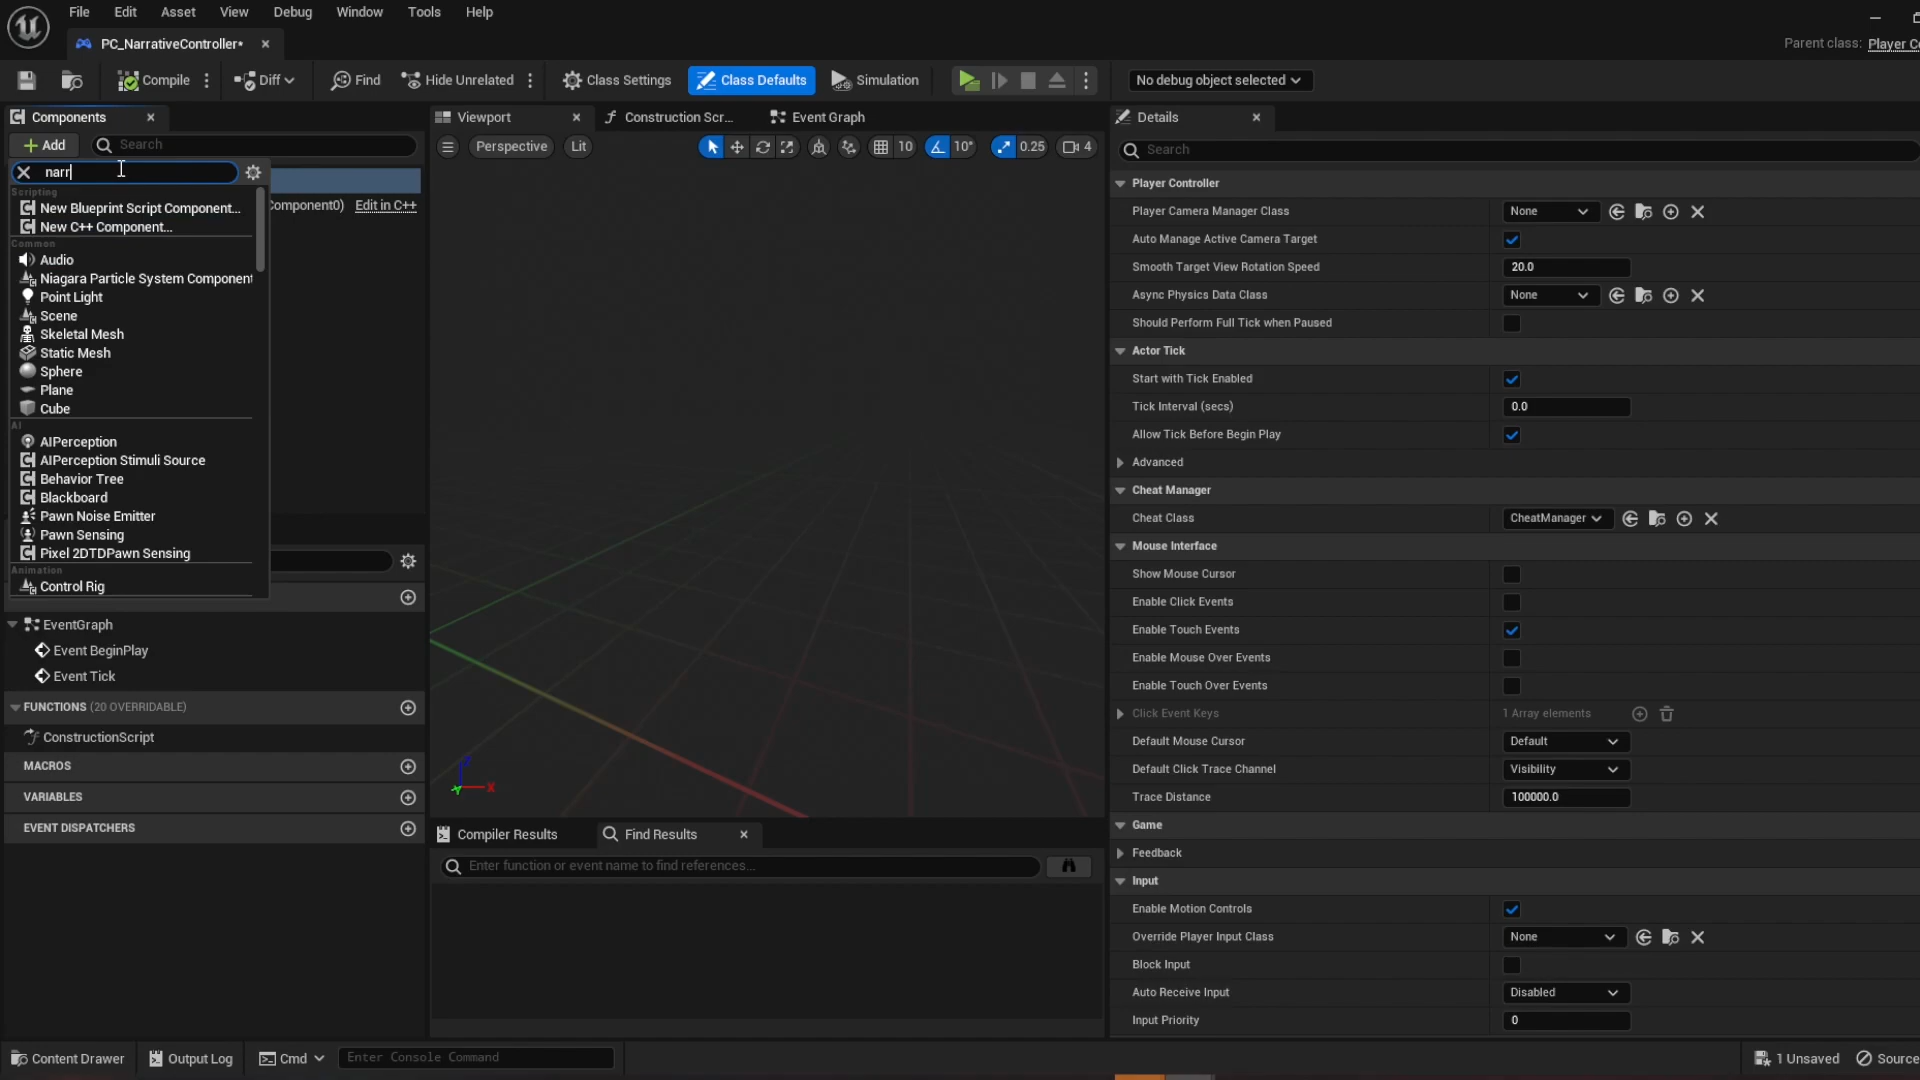 File Edit Asset View Debug Window Tools Help
PC_NarrativeController*
Parent class: Player Co
Compile Diff Find Hide Unrelated Class Settings Class Defaults Simulation No debug object selected
Components Viewport Construction Scr... Event Graph Details
Add Search Perspective Lit 10 10° 0.25 4 Search
narr
Scripting
New Blueprint Script Component...
New C++ Component...
Common
Audio
Niagara Particle System Component
Point Light
Scene
Skeletal Mesh
Static Mesh
Sphere
Plane
Cube
AI
AIPerception
AIPerception Stimuli Source
Behavior Tree
Blackboard
Pawn Noise Emitter
Pawn Sensing
Pixel 2DTDPawn Sensing
Animation
Control Rig
Component0) Edit in C++
EventGraph
Event BeginPlay
Event Tick
FUNCTIONS (20 OVERRIDABLE)
ConstructionScript
MACROS
VARIABLES
EVENT DISPATCHERS
X
Compiler Results Find Results
Enter function or event name to find references...
Player Controller
Player Camera Manager Class None
Auto Manage Active Camera Target
Smooth Target View Rotation Speed 20.0
Async Physics Data Class None
Should Perform Full Tick when Paused
Actor Tick
Start with Tick Enabled
Tick Interval (secs) 0.0
Allow Tick Before Begin Play
Advanced
Cheat Manager
Cheat Class CheatManager
Mouse Interface
Show Mouse Cursor
Enable Click Events
Enable Touch Events
Enable Mouse Over Events
Enable Touch Over Events
Click Event Keys 1 Array elements
Default Mouse Cursor Default
Default Click Trace Channel Visibility
Trace Distance 100000.0
Game
Feedback
Input
Enable Motion Controls
Override Player Input Class None
Block Input
Auto Receive Input Disabled
Input Priority 0
Content Drawer Output Log Cmd Enter Console Command 1 Unsaved Source